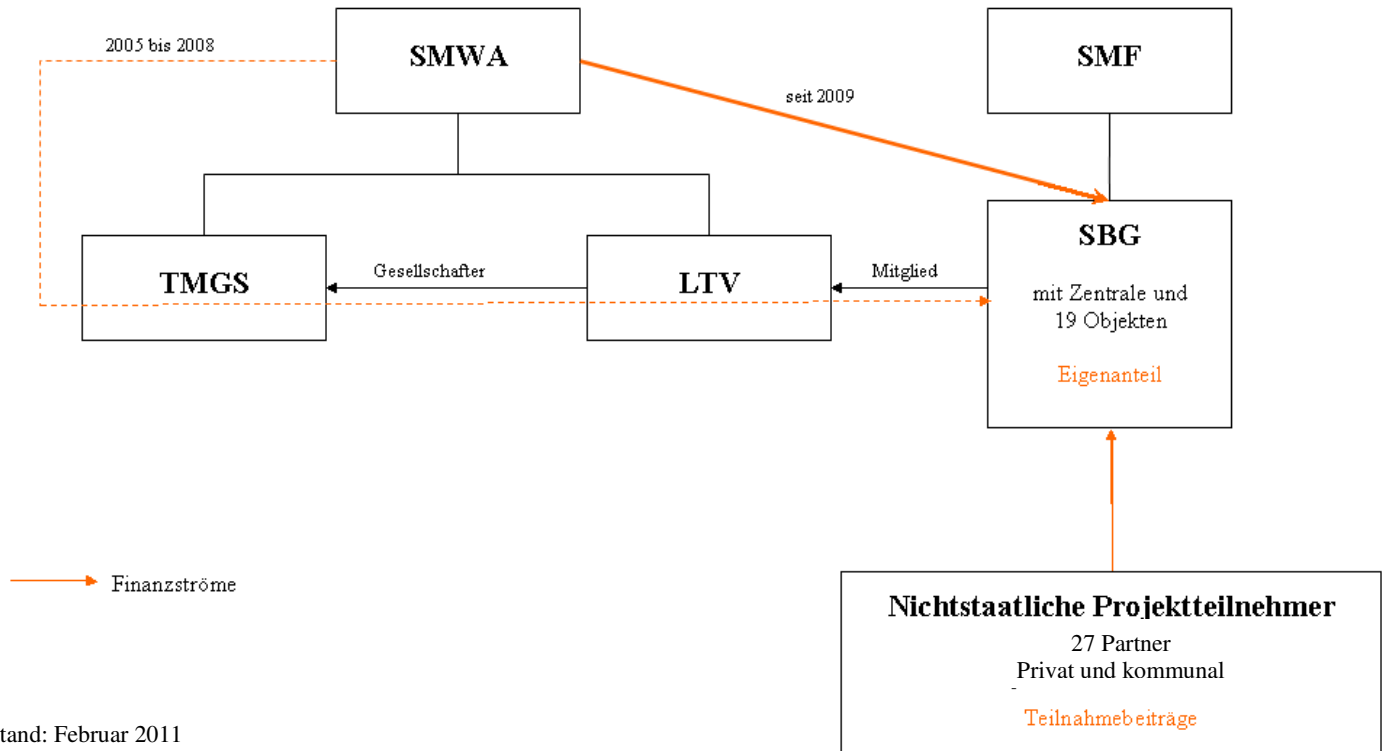 2005 bis 2008
SMWA
SMF
seit 2009
SBG
mit Zentrale und
19 Objekten
Eigenanteil
TMGS
Gesellschafter
LTV
Mitglied
Finanzströme
Nichtstaatliche Projektteilnehmer
27 Partner
Privat und kommunal
Teilnahmebeiträge
tand: Februar 2011